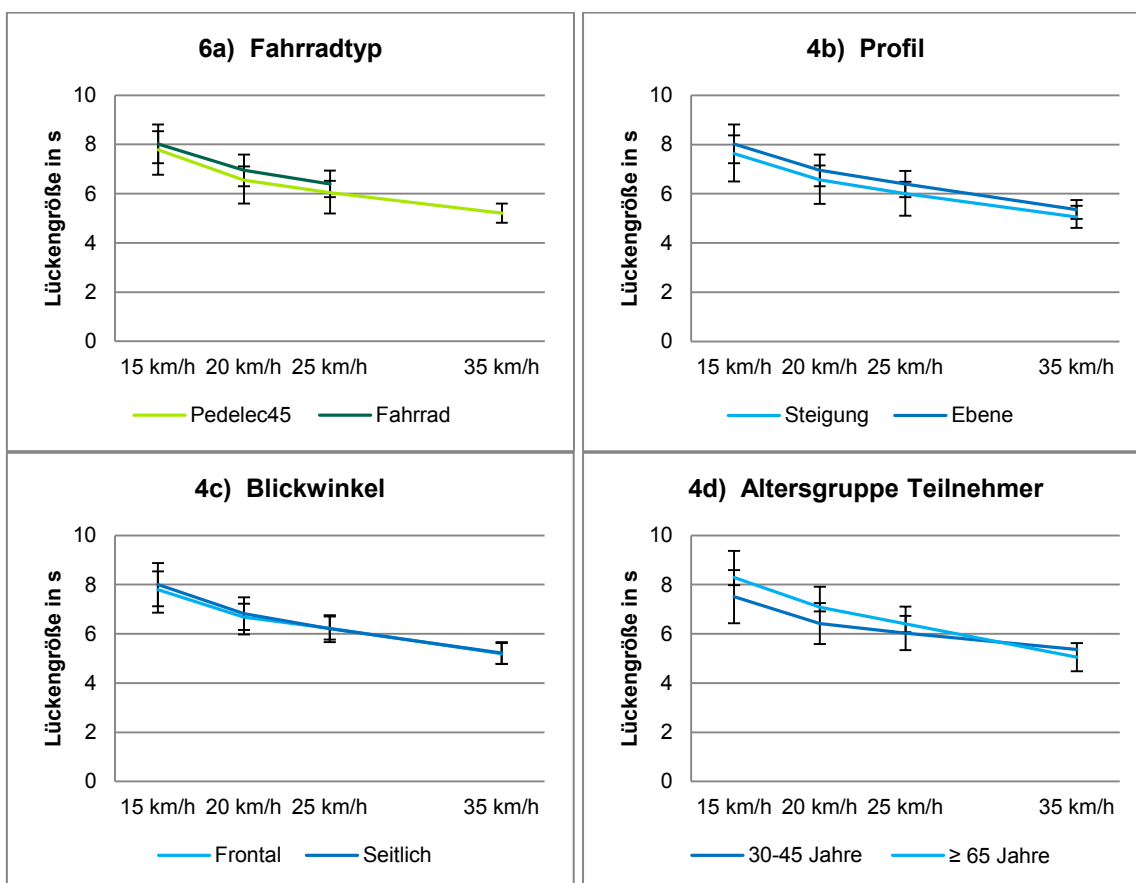 6a) Fahrradtyp
Lückengröße in s
10
8
6
4
2
0
15 km/h 20 km/h 25 km/h 35 km/h
Pedelec45 Fahrrad
4b) Profil
Lückengröße in s
10
8
6
4
2
0
15 km/h 20 km/h 25 km/h 35 km/h
Steigung Ebene
4c) Blickwinkel
Lückengröße in s
10
8
6
4
2
0
15 km/h 20 km/h 25 km/h 35 km/h
Frontal Seitlich
4d) Altersgruppe Teilnehmer
Lückengröße in s
10
8
6
4
2
0
15 km/h 20 km/h 25 km/h 35 km/h
30-45 Jahre ≥ 65 Jahre